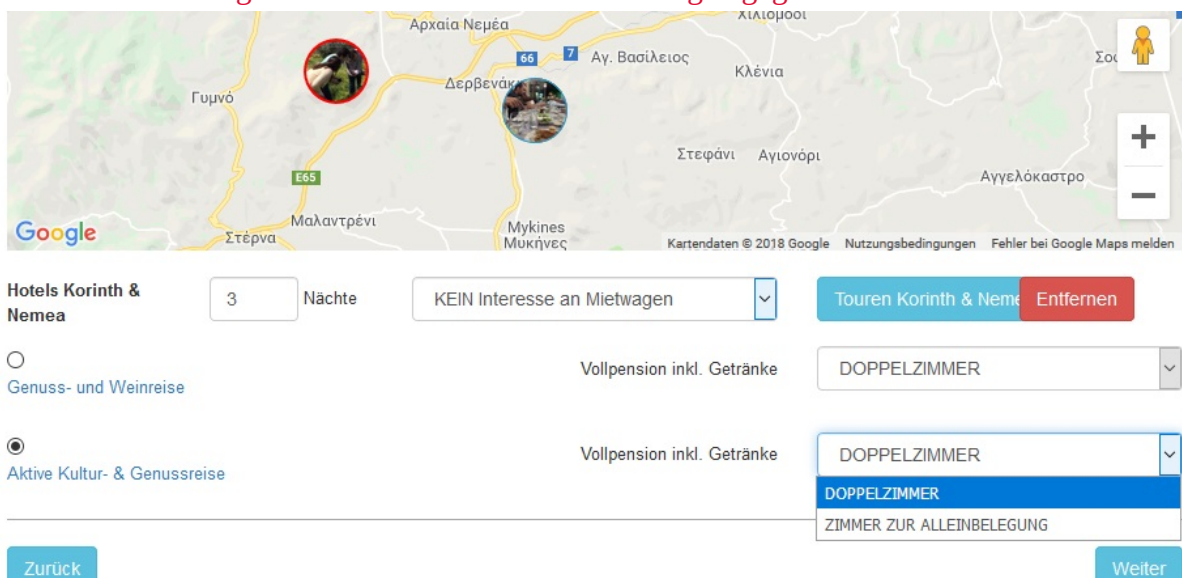 Αρχαία Νεμέα
66
7
Αγ. Βασίλειος
Κλένια
Γυμνό
Στεφάνι
Αγιονόρι
Αγγελόκαστρο
E65
Μαλαντρένι
Στέρνα
Mykines
Μυκήνες
Google
Kartendaten © 2018 Google Nutzungsbedingungen Fehler bei Google Maps melden
Hotels Korinth &
Nemea
3 Nächte
KEIN Interesse an Mietwagen
Touren Korinth &
Entfernen
Genuss- und Weinreise
Vollpension inkl. Getränke
DOPPELZIMMER
Aktive Kultur- & Genussreise
Vollpension inkl. Getränke
DOPPELZIMMER
DOPPELZIMMER
ZIMMER ZUR ALLEINBELEGUNG
Zurück
Weiter